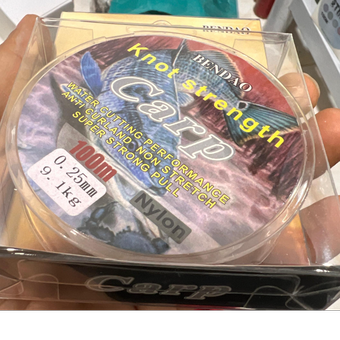 BENDAO
BENDAO
Knot strength
Carp
WATER CUTTING PERFORMANCE
ANTI CURL AND NON STRETCH
SUPER STRONG PULL
100m
0.25mm
9.1kg
Nylon
Carp